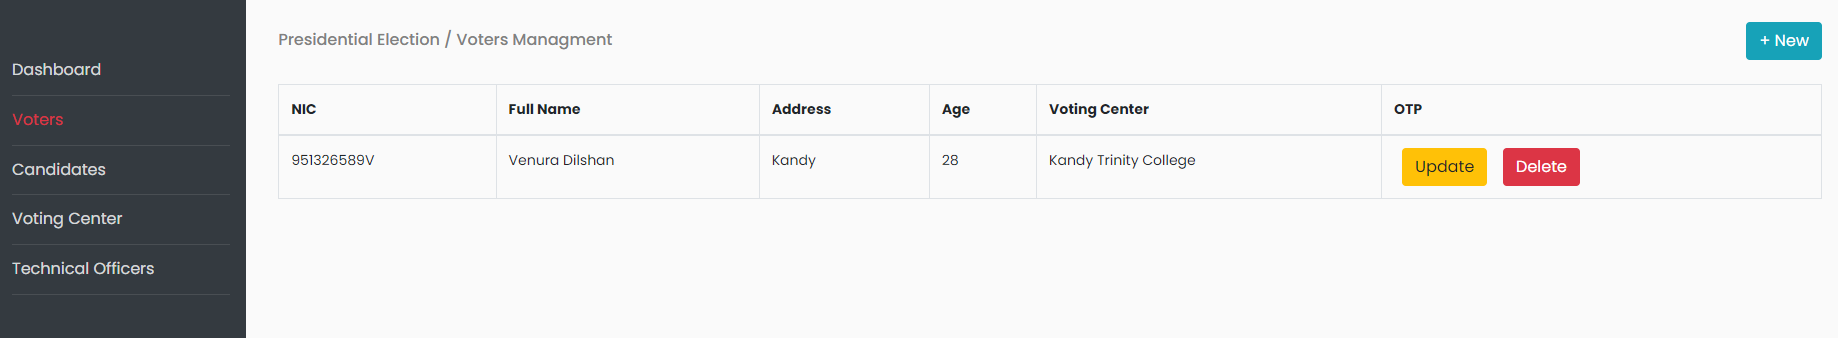 Dashboard
Voters
Candidates
Voting Center
Technical Officers
Presidential Election / Voters Managment
+ New
NIC Full Name Address Age Voting Center OTP
951326589V Venura Dilshan Kandy 28 Kandy Trinity College Update Delete